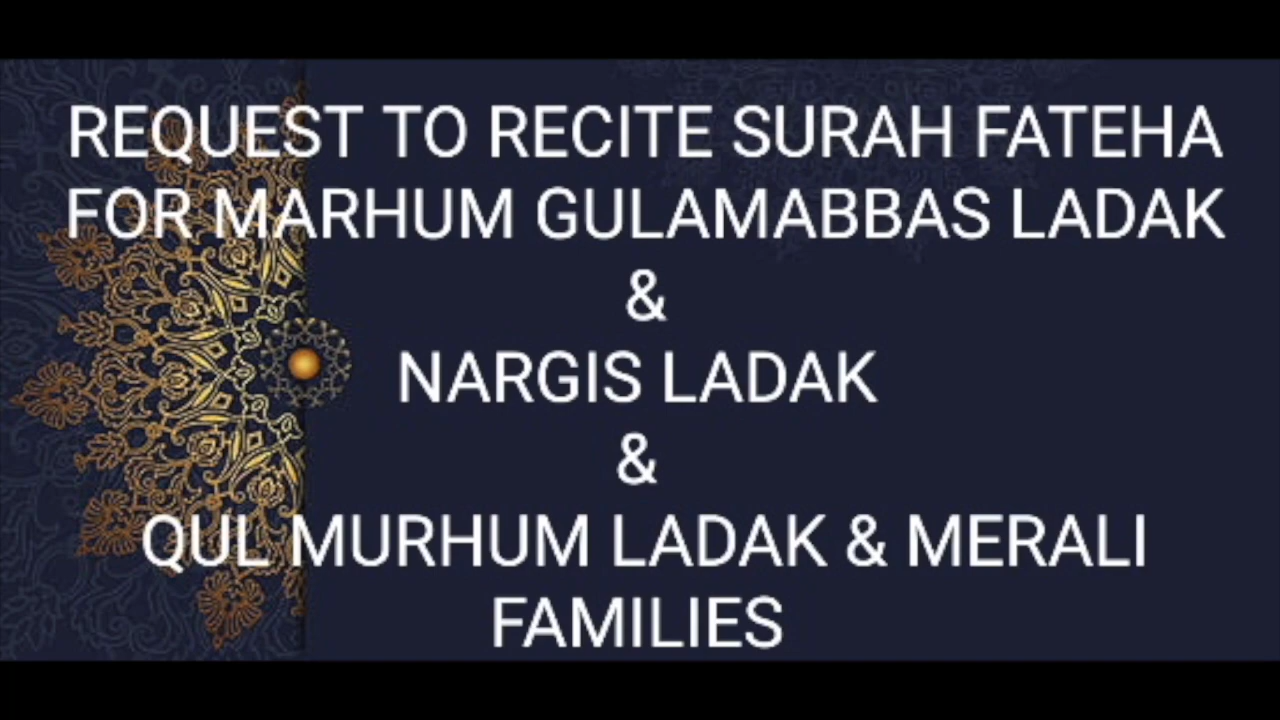 REQUEST TO RECITE SURAH FATEHA
FOR MARHUM GULAMABBAS LADAK
&
NARGIS LADAK
&
QUL MURHUM LADAK & MERALI
FAMILIES